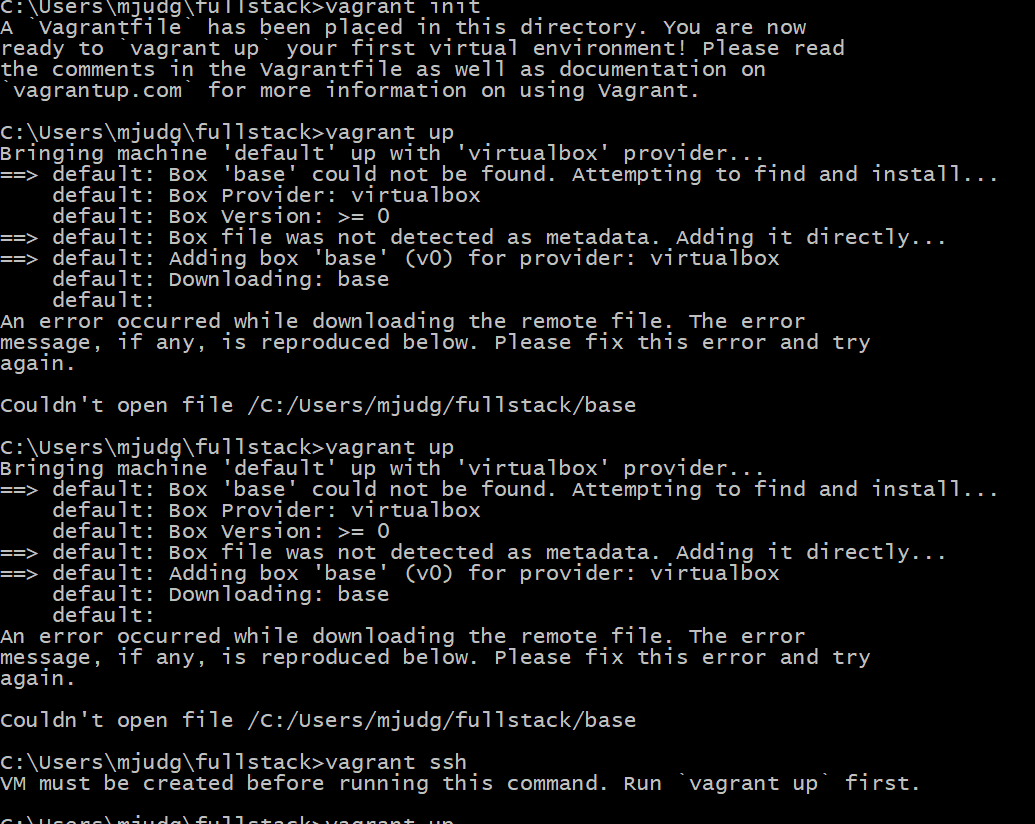 C:\Users\mjudg\fullstack>vagrant init
A `Vagrantfile` has been placed in this directory. You are now
ready to `vagrant up` your first virtual environment! Please read
the comments in the Vagrantfile as well as documentation on
`vagrantup.com` for more information on using Vagrant.
C:\Users\mjudg\fullstack>vagrant up
Bringing machine 'default' up with 'virtualbox' provider...
==> default: Box 'base' could not be found. Attempting to find and install...
default: Box Provider: virtualbox
default: Box Version: >= 0
==> default: Box file was not detected as metadata. Adding it directly...
==> default: Adding box 'base' (v0) for provider: virtualbox
default: Downloading: base
default:
An error occurred while downloading the remote file. The error
message, if any, is reproduced below. Please fix this error and try
again.
Couldn't open file /C:/Users/mjudg/fullstack/base
C:\Users\mjudg\fullstack>vagrant up
Bringing machine 'default' up with 'virtualbox' provider...
==> default: Box 'base' could not be found. Attempting to find and install...
default: Box Provider: virtualbox
default: Box Version: >= 0
==> default: Box file was not detected as metadata. Adding it directly...
==> default: Adding box 'base' (v0) for provider: virtualbox
default: Downloading: base
default:
An error occurred while downloading the remote file. The error
message, if any, is reproduced below. Please fix this error and try
again.
Couldn't open file /C:/Users/mjudg/fullstack/base
C:\Users\mjudg\fullstack>vagrant ssh
VM must be created before running this command. Run `vagrant up` first.
C:\Users\mjudg\fullstack>vagrant up